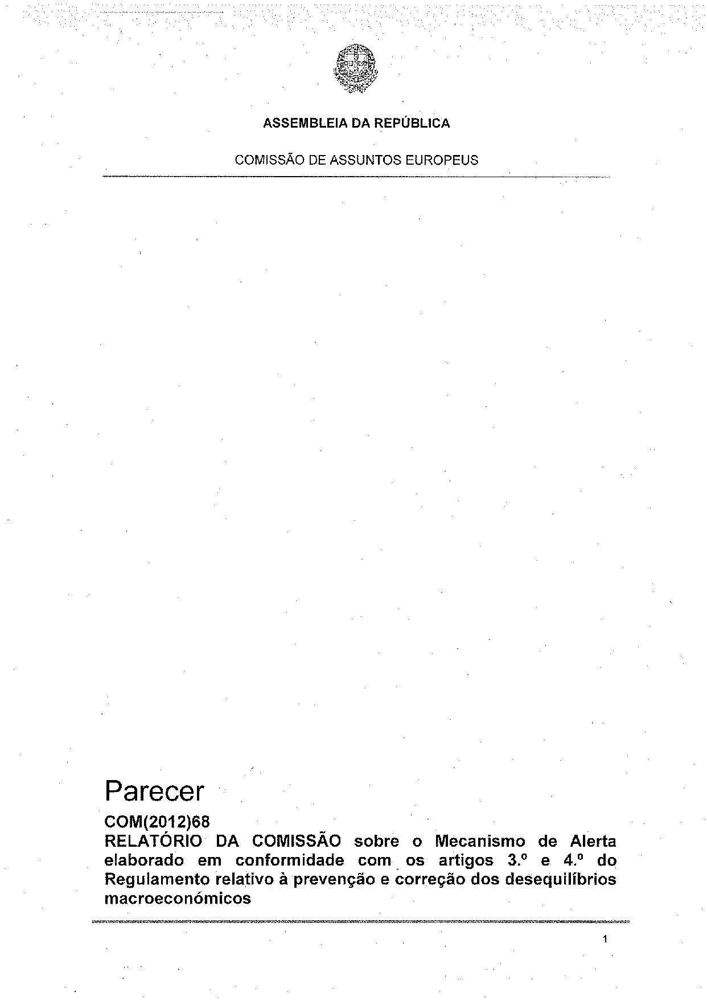 ASSEMBLEIA DA REPÚBLICA
COMISSÃO DE ASSUNTOS EUROPEUS
Parecer
COM(2012)68
RELATÓRIO DA COMISSÃO sobre o Mecanismo de Alerta
elaborado em conformidade com os artigos 3.º e 4.º do
Regulamento relativo à prevenção e correção dos desequilíbrios
macroeconómicos
1